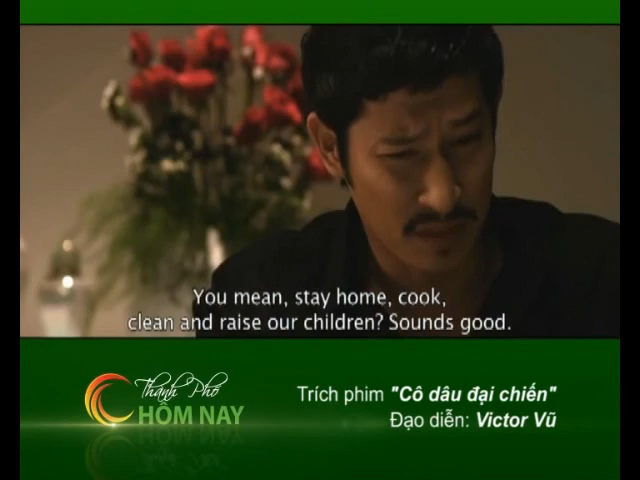 You mean, stay home, cook,
clean and raise our children? Sounds good.
Thành Phố
HÔM NAY
Trích phim "Cô dâu đại chiến"
Đạo diễn: Victor Vũ